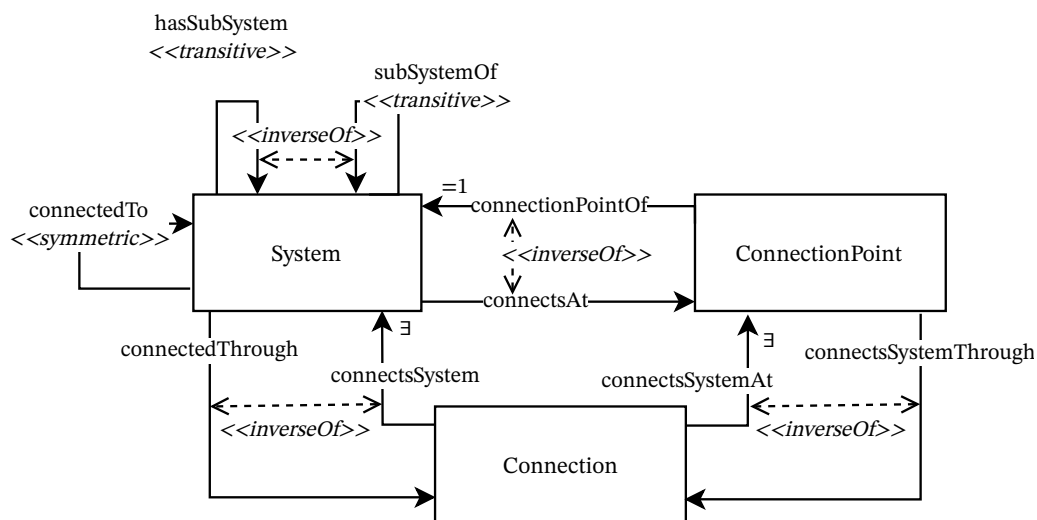 hasSubSystem
<<transitive>>
subSystemOf
<<transitive>>
<<inverseOf>>
=1
connectedTo
<<symmetric>>
connectionPointOf
System
<<inverseOf>>
ConnectionPoint
connectsAt
∃
∃
connectedThrough
connectsSystemThrough
connectsSystem
connectsSystemAt
<<inverseOf>>
<<inverseOf>>
Connection